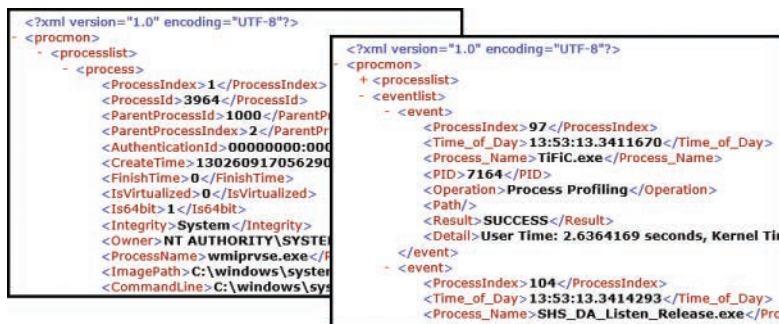 <?xml version="1.0" encoding="UTF-8"?>
- <procmon>
- <processlist>
- <process>
<ProcessIndex>1</ProcessIndex>
<ProcessId>3964</ProcessId>
<ParentProcessId>1000</ParentPr
<ParentProcessIndex>2</ParentPr
<AuthenticationId>00000000:000
<CreateTime>130260917056290
<FinishTime>0</FinishTime>
<IsVirtualized>0</IsVirtualized>
<Is64bit>1</Is64bit>
<Integrity>System</Integrity>
<Owner>NT AUTHORITY\SYSTE
<ProcessName>wmiprvse.exe</P
<ImagePath>C:\windows\system
<CommandLine>C:\windows\sys
<?xml version="1.0" encoding="UTF-8"?>
- <procmon>
+ <processlist>
- <eventlist>
- <event>
<ProcessIndex>97</ProcessIndex>
<Time_of_Day>13:53:13.3411670</Time_of_Day>
<Process_Name>TiFiC.exe</Process_Name>
<PID>7164</PID>
<Operation>Process Profiling</Operation>
<Path/>
<Result>SUCCESS</Result>
<Detail>User Time: 2.6364169 seconds, Kernel Tir
</event>
- <event>
<ProcessIndex>104</ProcessIndex>
<Time_of_Day>13:53:13.3414293</Time_of_Day>
<Process_Name>SHS_DA_Listen_Release.exe</Pro